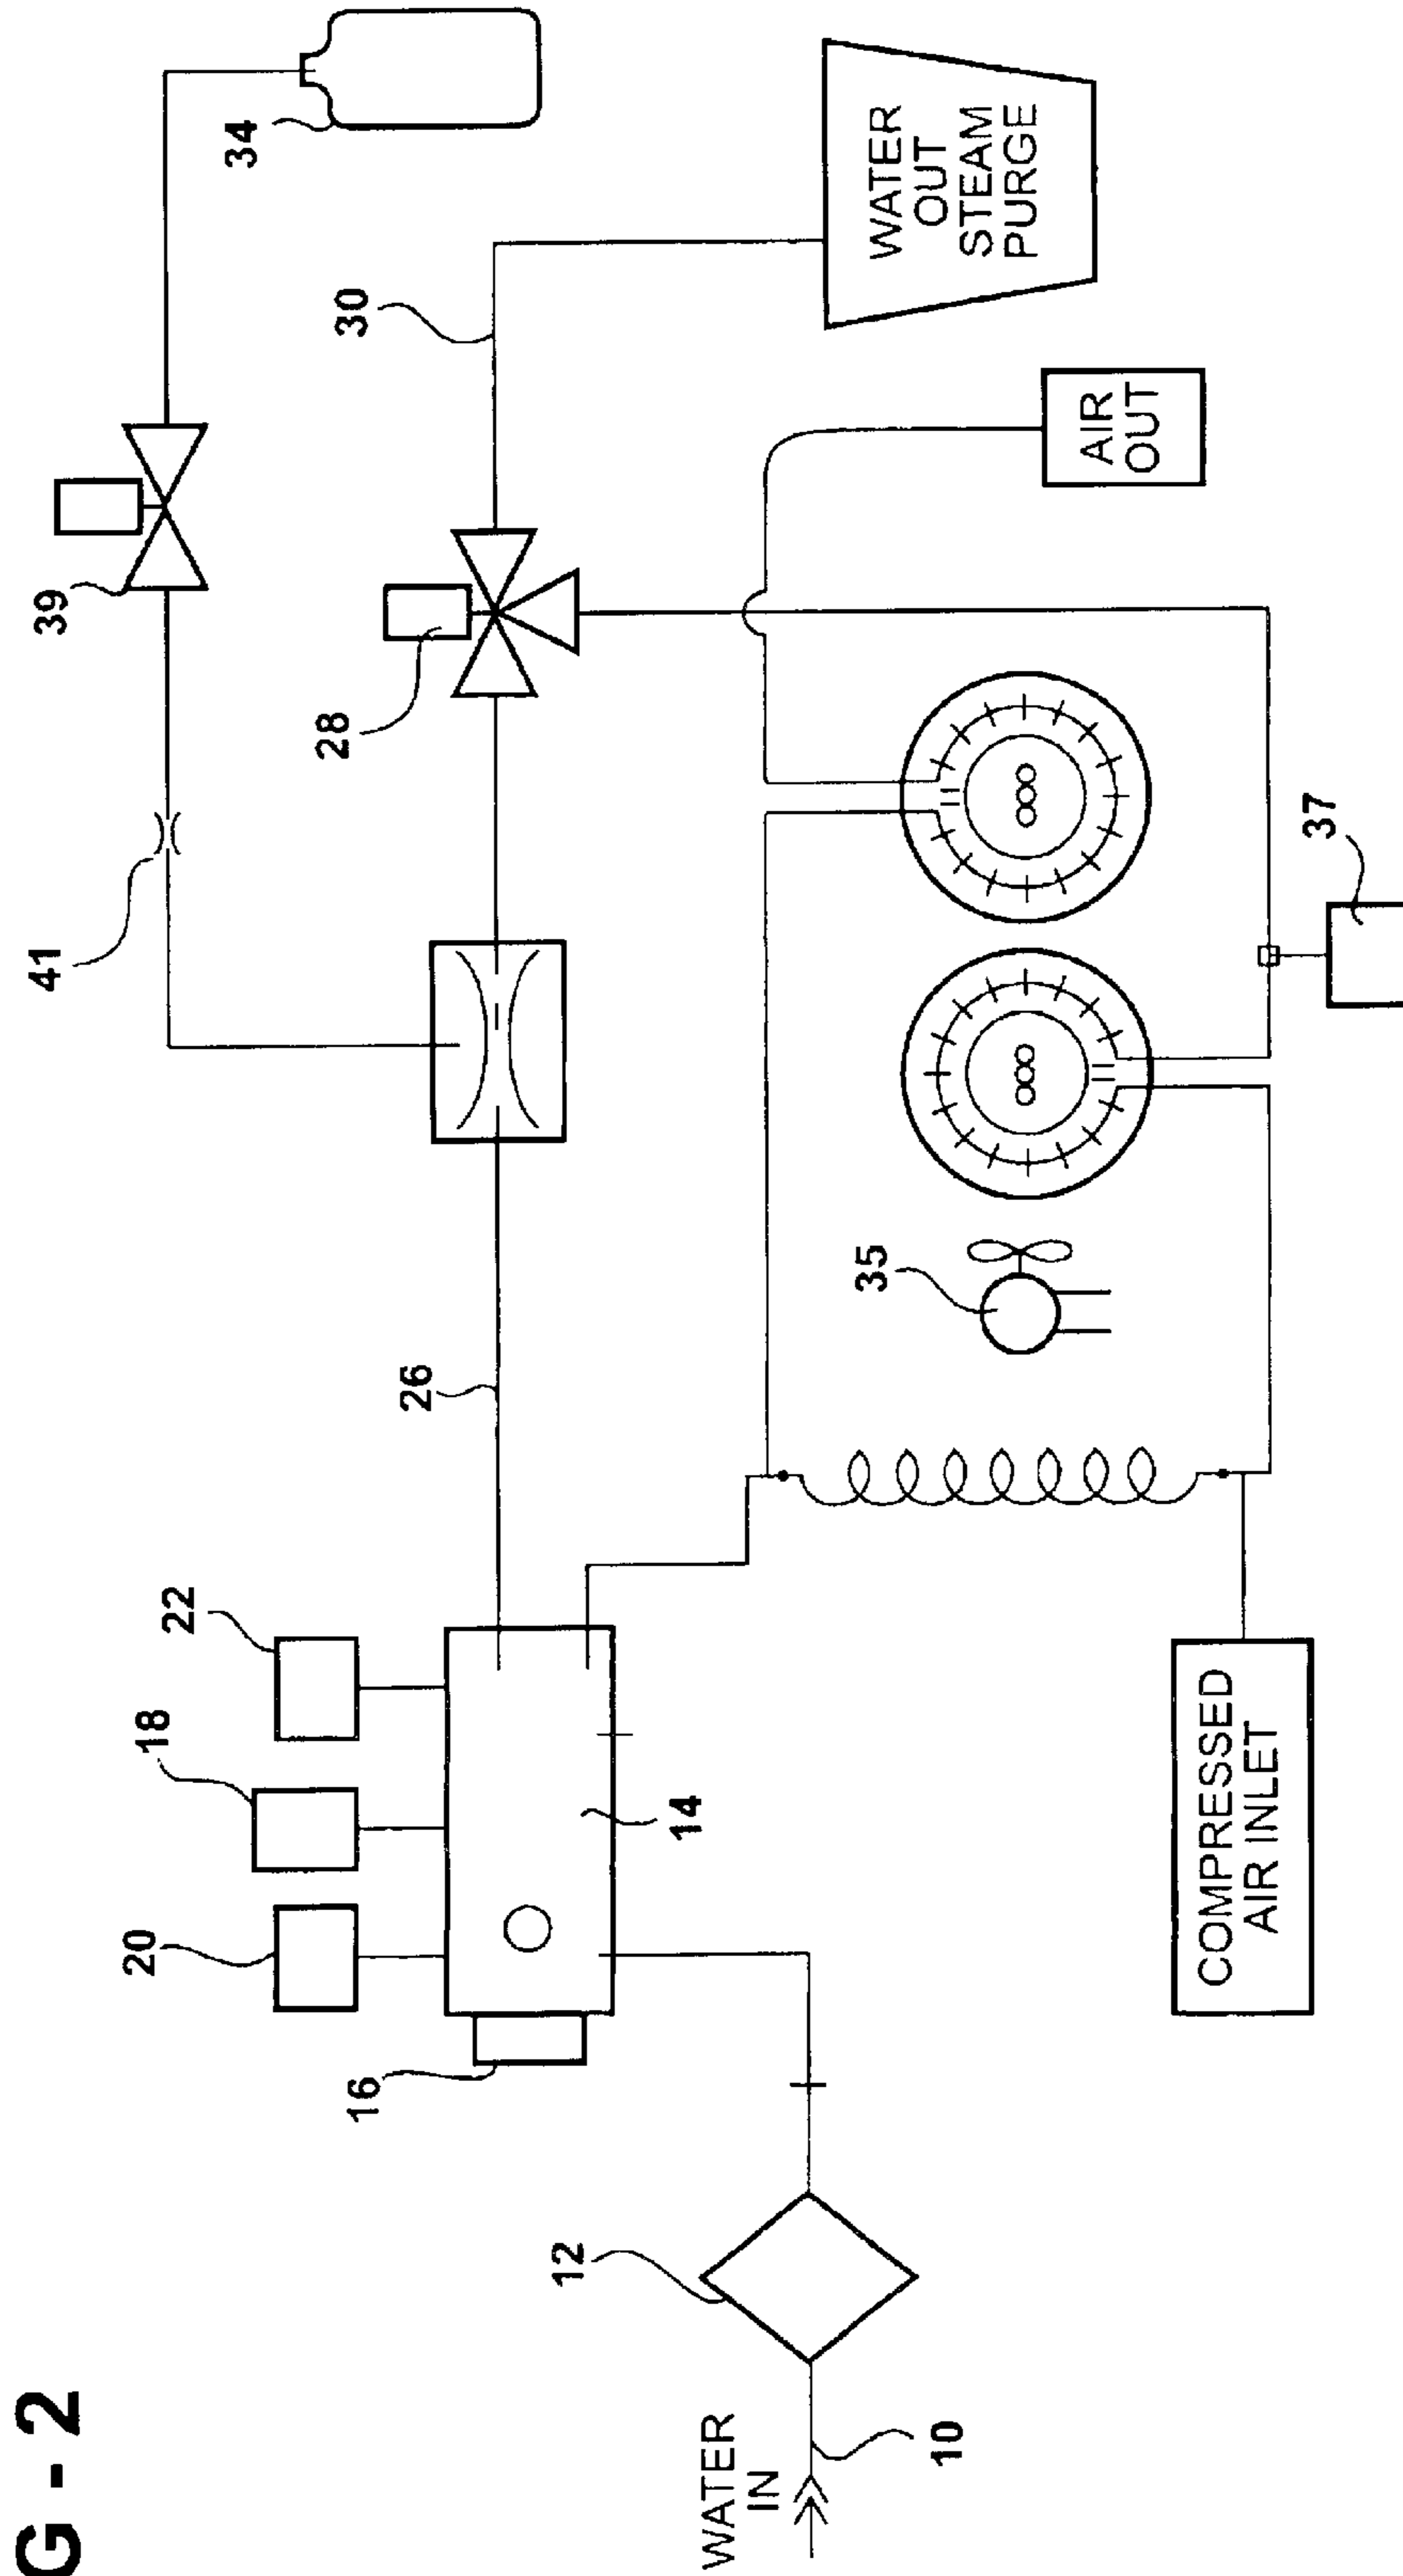 G - 2
34
39
41
30
28
WATER
OUT
STEAM
PURGE
AIR
OUT
26
22
18
20
16
14
35
37
12
COMPRESSED
AIR INLET
WATER
IN
10